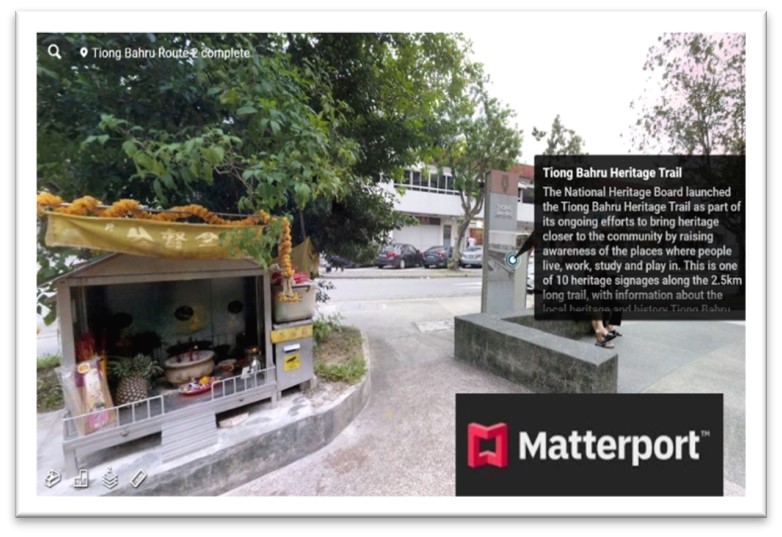 Tiong Bahru Route 2 complete
拿督公
Tiong Bahru Heritage Trail
The National Heritage Board launched
the Tiong Bahru Heritage Trail as part of
its ongoing efforts to bring heritage
closer to the community by raising
awareness of the places where people
live, work, study and play in. This is one
of 10 heritage signages along the 2.5km
long trail, with information about the
local heritage and history Tiong Bahru
Matterport™